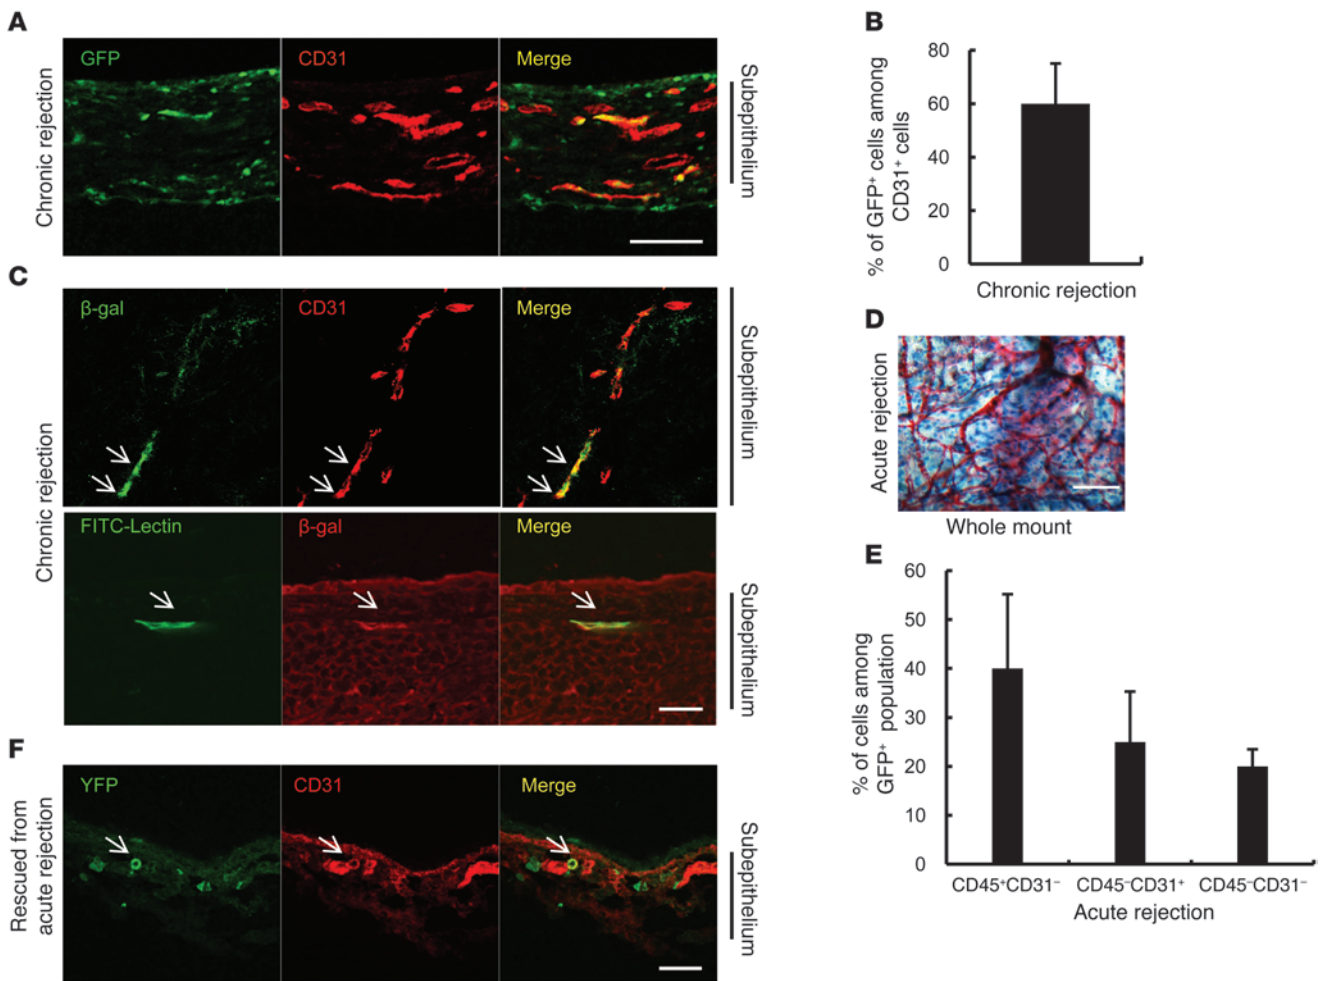 A
Chronic rejection
GFP
CD31
Merge
Subepithelium
B
% of GFP⁺ cells among
CD31⁺ cells
80
60
40
20
0
Chronic rejection
C
Chronic rejection
β-gal
CD31
Merge
Subepithelium
FITC-Lectin
β-gal
Merge
Subepithelium
D
Acute rejection
Whole mount
E
% of cells among
GFP⁺ population
60
50
40
30
20
10
0
CD45⁺CD31⁻
CD45⁻CD31⁺
CD45⁻CD31⁻
Acute rejection
F
Rescued from
acute rejection
YFP
CD31
Merge
Subepithelium